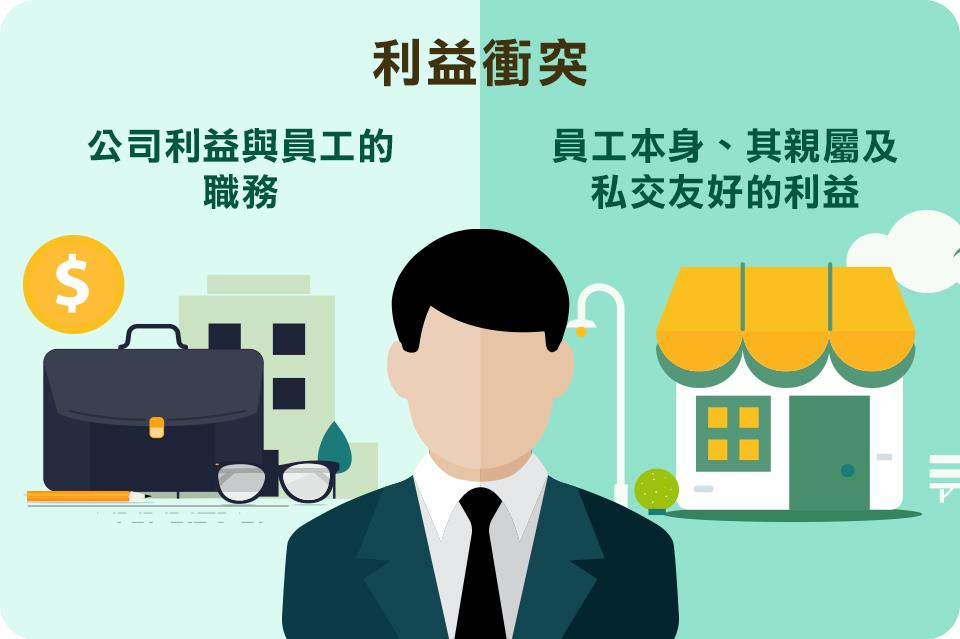 利益衝突
公司利益與員工的
職務
員工本身、其親屬及
私交友好的利益
$